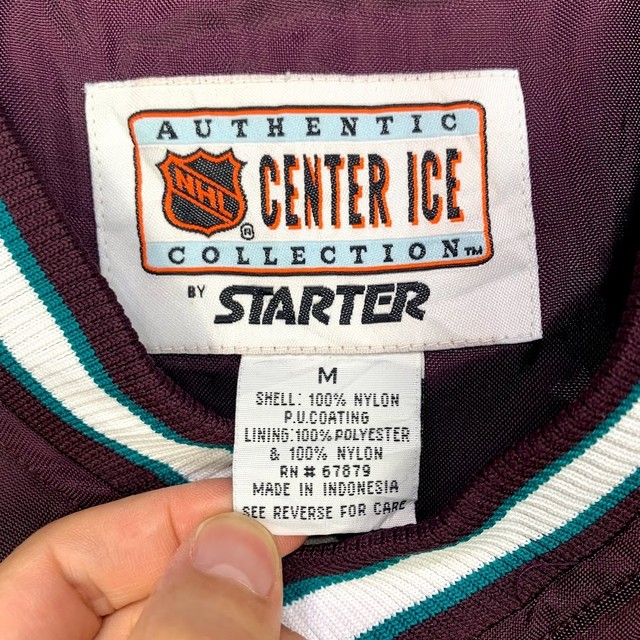 AUTHENTIC
NHL ® CENTER ICE
COLLECTION™
BY STARTER
M
SHELL: 100% NYLON
P.U.COATING
LINING:100%POLYESTER
& 100% NYLON
RN # 67879
MADE IN INDONESIA
SEE REVERSE FOR CARE